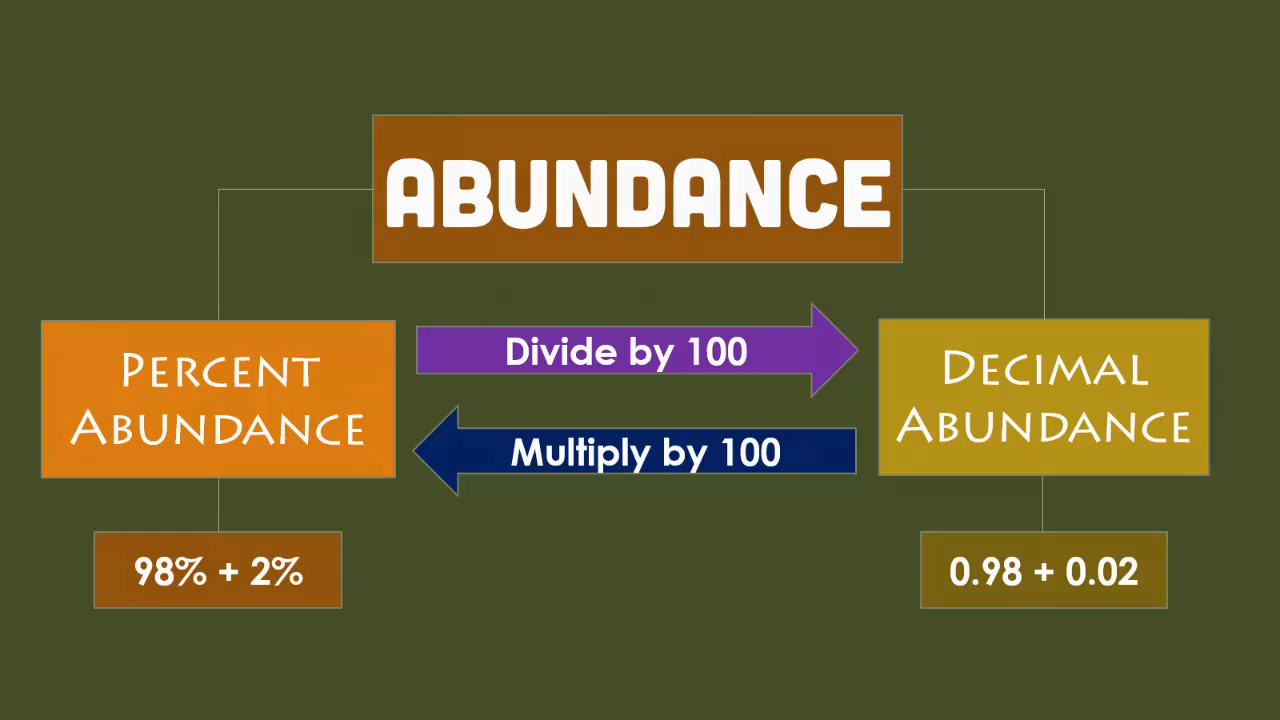 ABUNDANCE
PERCENT
ABUNDANCE
Divide by 100
Multiply by 100
DECIMAL
ABUNDANCE
98% + 2%
0.98 + 0.02